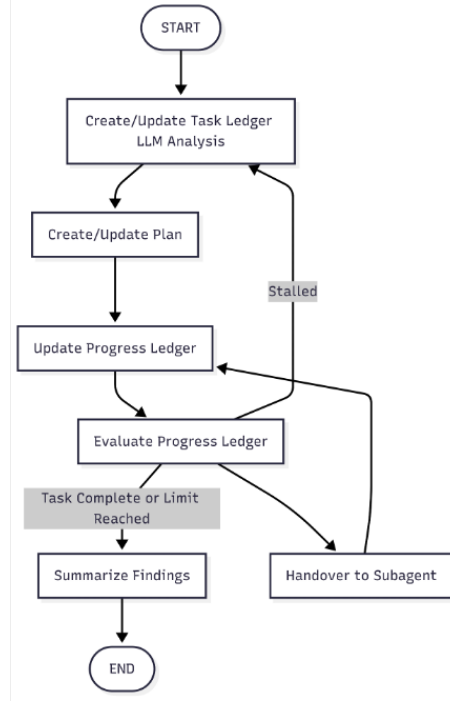 START
Create/Update Task Ledger
LLM Analysis
Create/Update Plan
Stalled
Update Progress Ledger
Evaluate Progress Ledger
Task Complete or Limit
Reached
Summarize Findings
Handover to Subagent
END